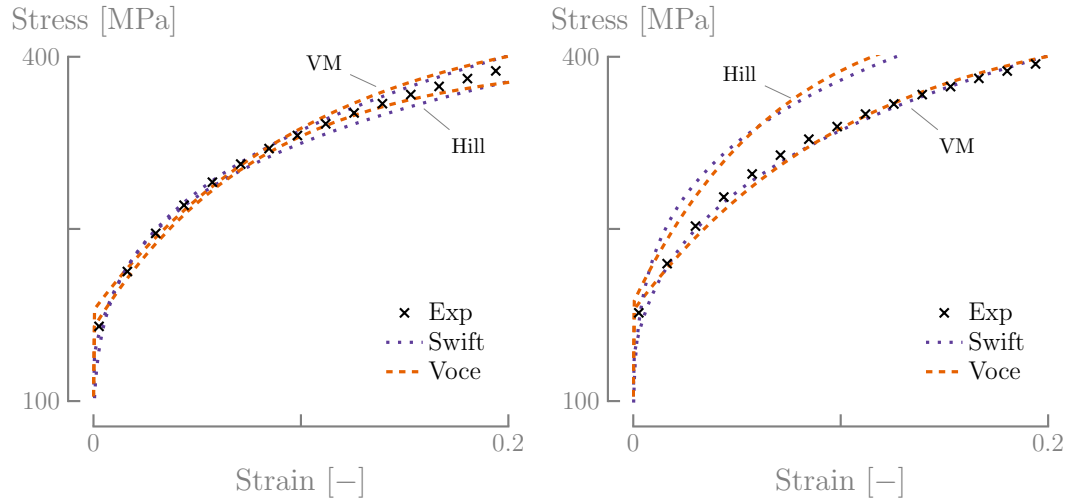 Stress [MPa]
400
VM
Hill
Exp
Swift
Voce
100
0
0.2
Strain [−]
Stress [MPa]
400
Hill
VM
Exp
Swift
Voce
100
0
0.2
Strain [−]